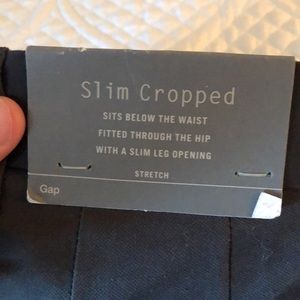 Slim Cropped
SITS BELOW THE WAIST
FITTED THROUGH THE HIP
WITH A SLIM LEG OPENING
STRETCH
Gap